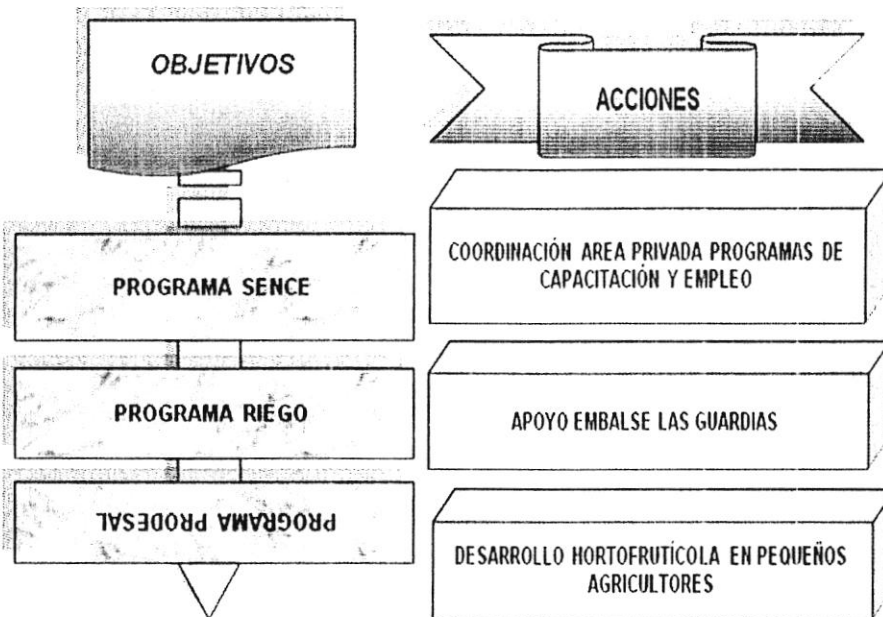 OBJETIVOS
ACCIONES
PROGRAMA SENCE
COORDINACIÓN AREA PRIVADA PROGRAMAS DE
CAPACITACIÓN Y EMPLEO
PROGRAMA RIEGO
APOYO EMBALSE LAS GUARDIAS
PROGRAMA PRODESAL
DESARROLLO HORTOFRUTÍCOLA EN PEQUEÑOS
AGRICULTORES